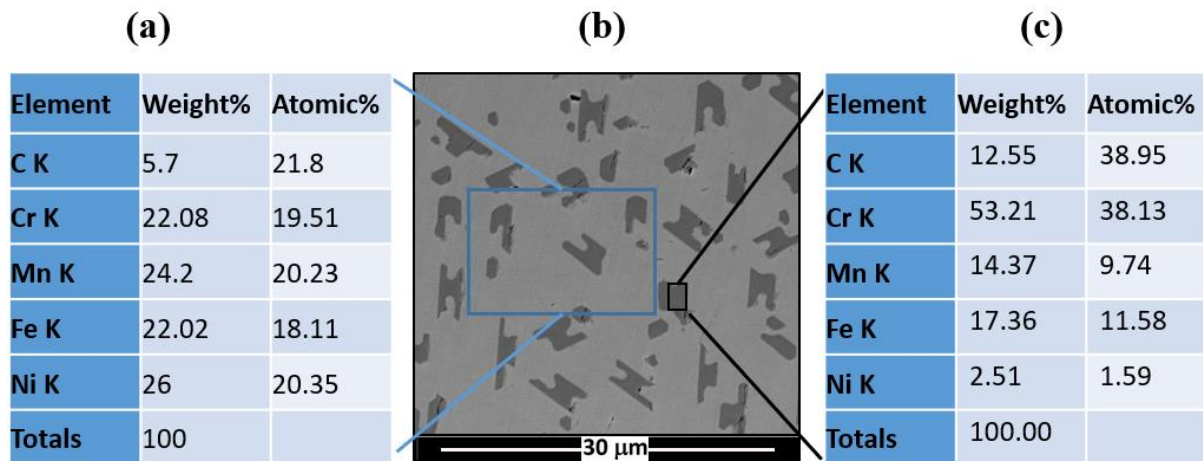 (a) (b) (c)
Element Weight% Atomic%
C K 5.7 21.8
Cr K 22.08 19.51
Mn K 24.2 20.23
Fe K 22.02 18.11
Ni K 26 20.35
Totals 100
30 μm
Element Weight% Atomic%
C K 12.55 38.95
Cr K 53.21 38.13
Mn K 14.37 9.74
Fe K 17.36 11.58
Ni K 2.51 1.59
Totals 100.00